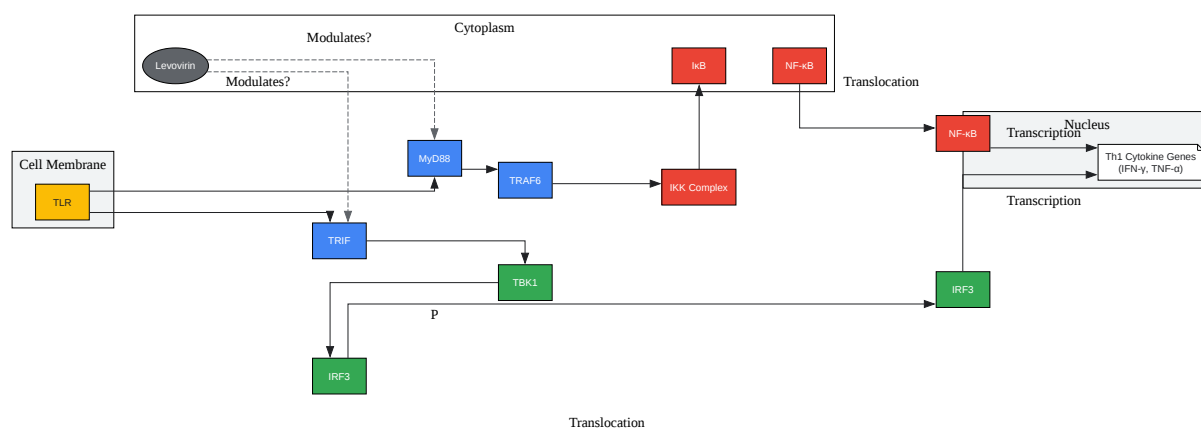 Cytoplasm
Modulates?
Levovirin
Modulates?
IκB
NF-κB
Translocation
NF-κB
Nucleus
Transcription
Th1 Cytokine Genes
(IFN-γ, TNF-α)
Transcription
Cell Membrane
TLR
MyD88
TRAF6
IKK Complex
TRIF
TBK1
IRF3
P
IRF3
Translocation